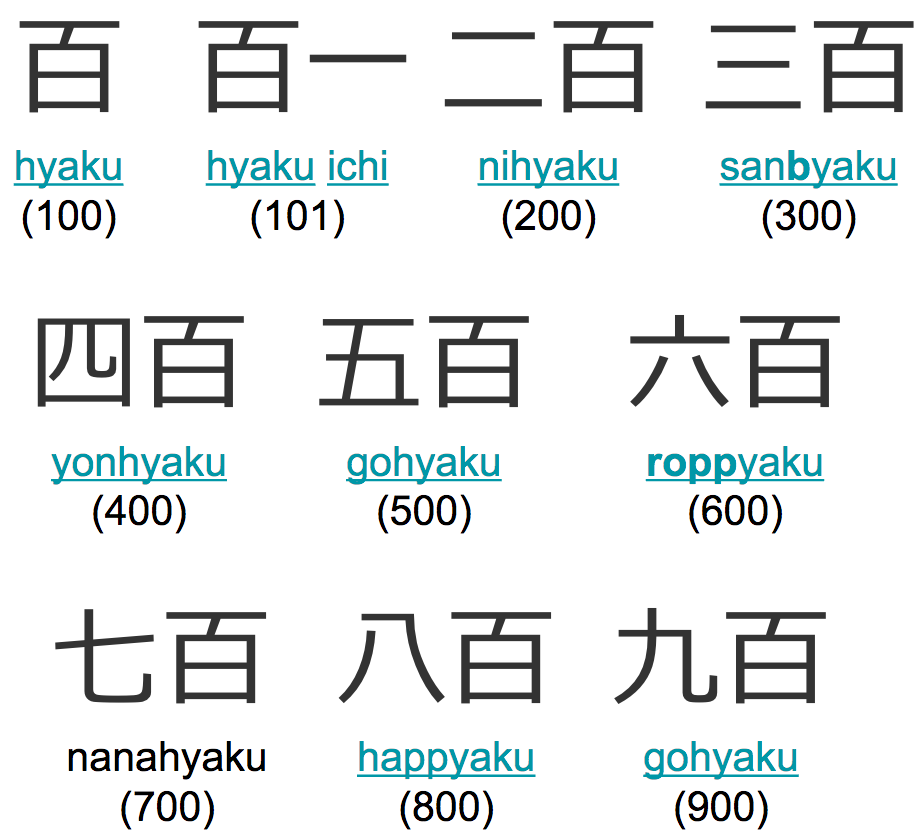 百 百一 二百 三百
hyaku hyaku ichi nihyaku sanbyaku
(100) (101) (200) (300)
四百 五百 六百
yonhyaku gohyaku roppyaku
(400) (500) (600)
七百 八百 九百
nanahyaku happyaku gohyaku
(700) (800) (900)